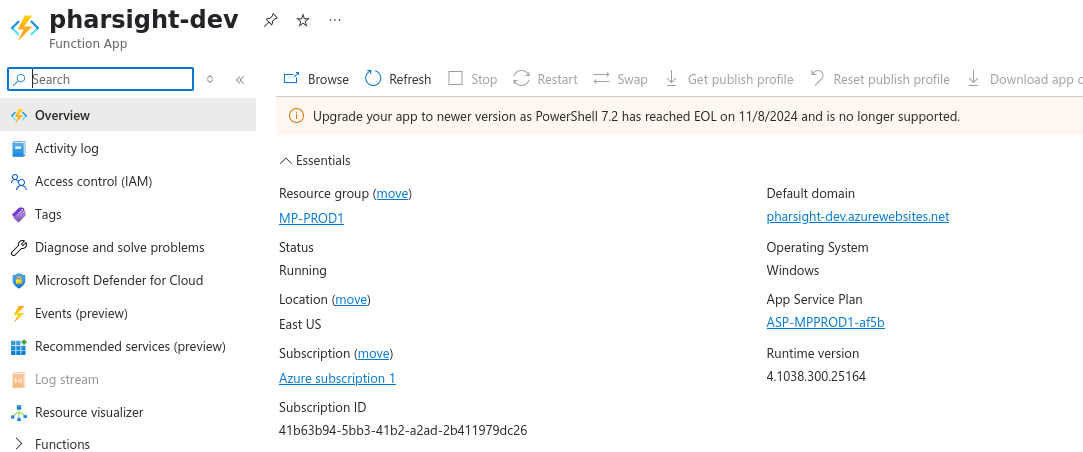 pharsight-dev
Function App
Search
Overview
Activity log
Access control (IAM)
Tags
Diagnose and solve problems
Microsoft Defender for Cloud
Events (preview)
Recommended services (preview)
Log stream
Resource visualizer
Functions
Browse Refresh Stop Restart Swap Get publish profile Reset publish profile Download app c
Upgrade your app to newer version as PowerShell 7.2 has reached EOL on 11/8/2024 and is no longer supported.
Essentials
Resource group (move)
MP-PROD1
Status
Running
Location (move)
East US
Subscription (move)
Azure subscription 1
Subscription ID
41b63b94-5bb3-41b2-a2ad-2b411979dc26
Default domain
pharsight-dev.azurewebsites.net
Operating System
Windows
App Service Plan
ASP-MPPROD1-af5b
Runtime version
4.1038.300.25164